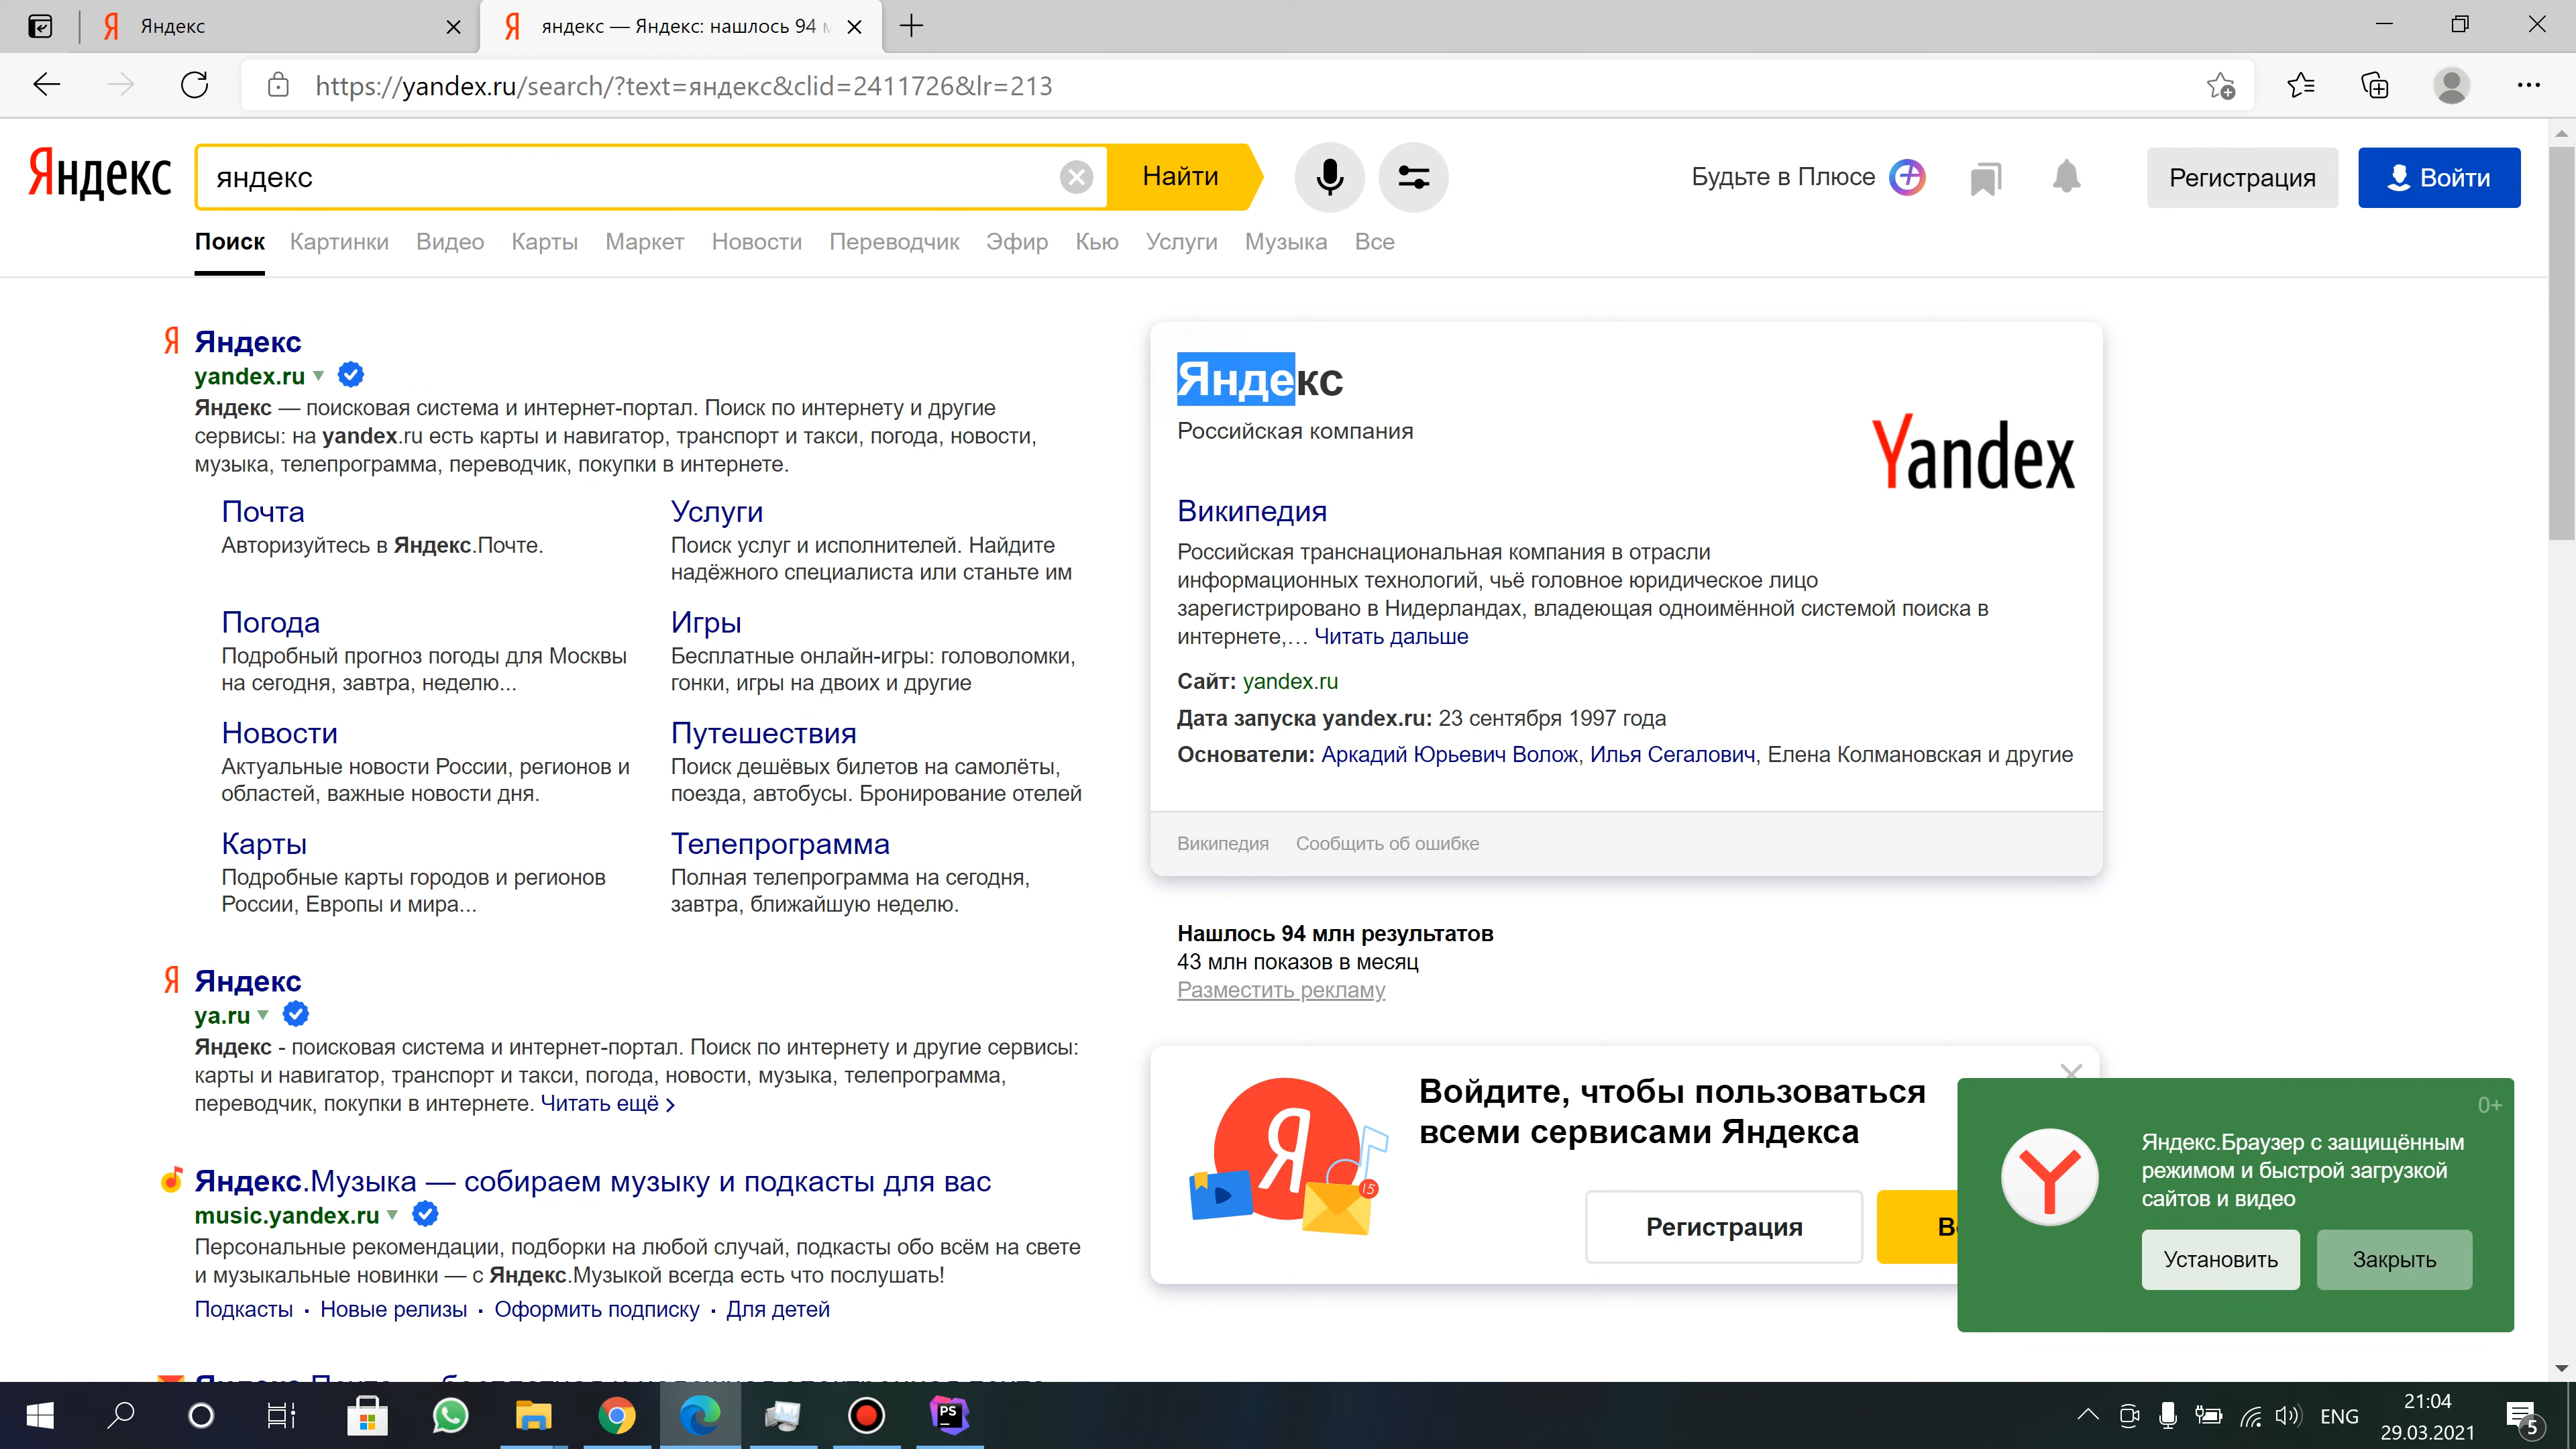 Яндекс
яндекс — Яндекс: нашлось 94 м
https://yandex.ru/search/?text=яндекс&clid=2411726&lr=213
Яндекс
яндекс
Найти
Будьте в Плюсе
Регистрация
Войти
Поиск Картинки Видео Карты Маркет Новости Переводчик Эфир Кью Услуги Музыка Все
Я Яндекс
yandex.ru
Яндекс — поисковая система и интернет-портал. Поиск по интернету и другие
сервисы: на yandex.ru есть карты и навигатор, транспорт и такси, погода, новости,
музыка, телепрограмма, переводчик, покупки в интернете.
Почта
Авторизуйтесь в Яндекс.Почте.
Услуги
Поиск услуг и исполнителей. Найдите
надёжного специалиста или станьте им
Погода
Подробный прогноз погоды для Москвы
на сегодня, завтра, неделю...
Игры
Бесплатные онлайн-игры: головоломки,
гонки, игры на двоих и другие
Новости
Актуальные новости России, регионов и
областей, важные новости дня.
Путешествия
Поиск дешёвых билетов на самолёты,
поезда, автобусы. Бронирование отелей
Карты
Подробные карты городов и регионов
России, Европы и мира...
Телепрограмма
Полная телепрограмма на сегодня,
завтра, ближайшую неделю.
Я Яндекс
ya.ru
Яндекс - поисковая система и интернет-портал. Поиск по интернету и другие сервисы:
карты и навигатор, транспорт и такси, погода, новости, музыка, телепрограмма,
переводчик, покупки в интернете. Читать ещё >
Яндекс.Музыка — собираем музыку и подкасты для вас
music.yandex.ru
Персональные рекомендации, подборки на любой случай, подкасты обо всём на свете
и музыкальные новинки — с Яндекс.Музыкой всегда есть что послушать!
Подкасты · Новые релизы · Оформить подписку · Для детей
Яндекс
Российская компания
Yandex
Википедия
Российская транснациональная компания в отрасли
информационных технологий, чьё головное юридическое лицо
зарегистрировано в Нидерландах, владеющая одноимённой системой поиска в
интернете,… Читать дальше
Сайт: yandex.ru
Дата запуска yandex.ru: 23 сентября 1997 года
Основатели: Аркадий Юрьевич Волож, Илья Сегалович, Елена Колмановская и другие
Википедия Сообщить об ошибке
Нашлось 94 млн результатов
43 млн показов в месяц
Разместить рекламу
Я
15
Войдите, чтобы пользоваться
всеми сервисами Яндекса
Регистрация
0+
Y
Яндекс.Браузер с защищённым
режимом и быстрой загрузкой
сайтов и видео
Установить
Закрыть
PS
ENG
21:04
29.03.2021
5